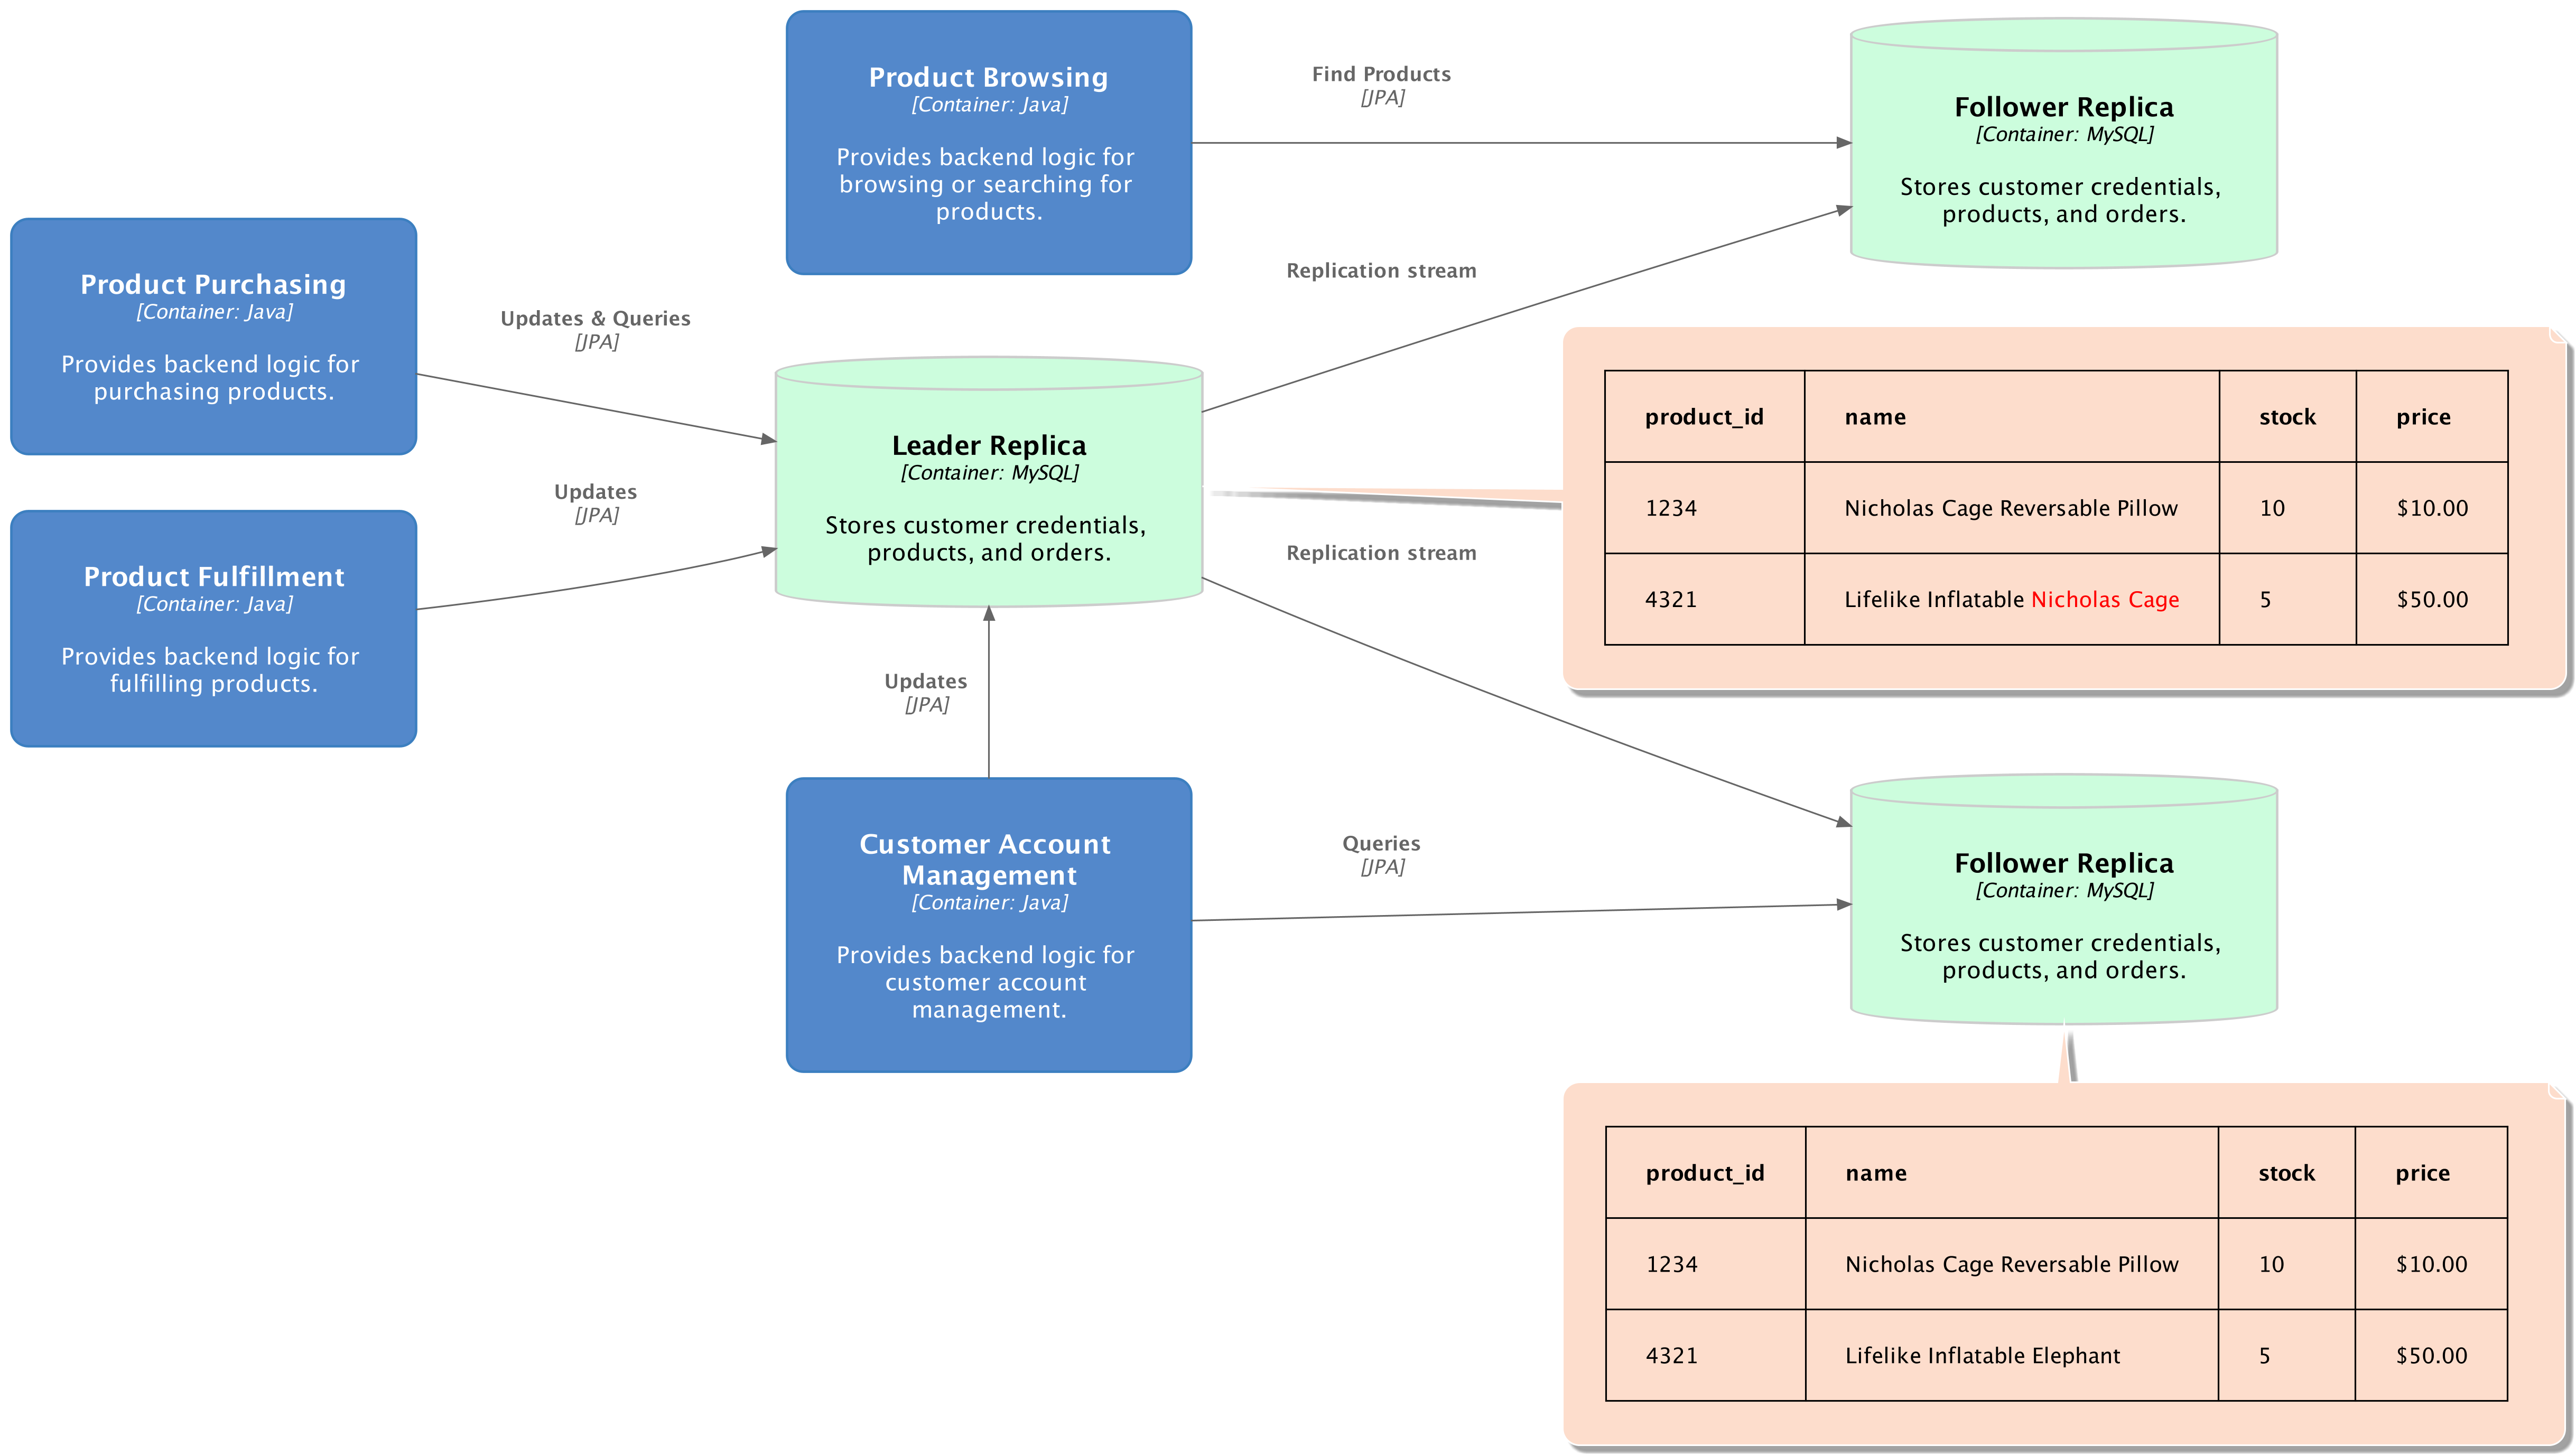 Product Browsing
[Container: Java]
Provides backend logic for
browsing or searching for
products.
Find Products
[JPA]
Follower Replica
[Container: MySQL]
Stores customer credentials,
products, and orders.
Product Purchasing
[Container: Java]
Provides backend logic for
purchasing products.
Updates & Queries
[JPA]
Replication stream
Leader Replica
[Container: MySQL]
Stores customer credentials,
products, and orders.
product_id name stock price
1234 Nicholas Cage Reversable Pillow 10 $10.00
4321 Lifelike Inflatable Nicholas Cage 5 $50.00
Product Fulfillment
[Container: Java]
Provides backend logic for
fulfilling products.
Updates
[JPA]
Replication stream
Updates
[JPA]
Customer Account
Management
[Container: Java]
Provides backend logic for
customer account
management.
Queries
[JPA]
Follower Replica
[Container: MySQL]
Stores customer credentials,
products, and orders.
product_id name stock price
1234 Nicholas Cage Reversable Pillow 10 $10.00
4321 Lifelike Inflatable Elephant 5 $50.00